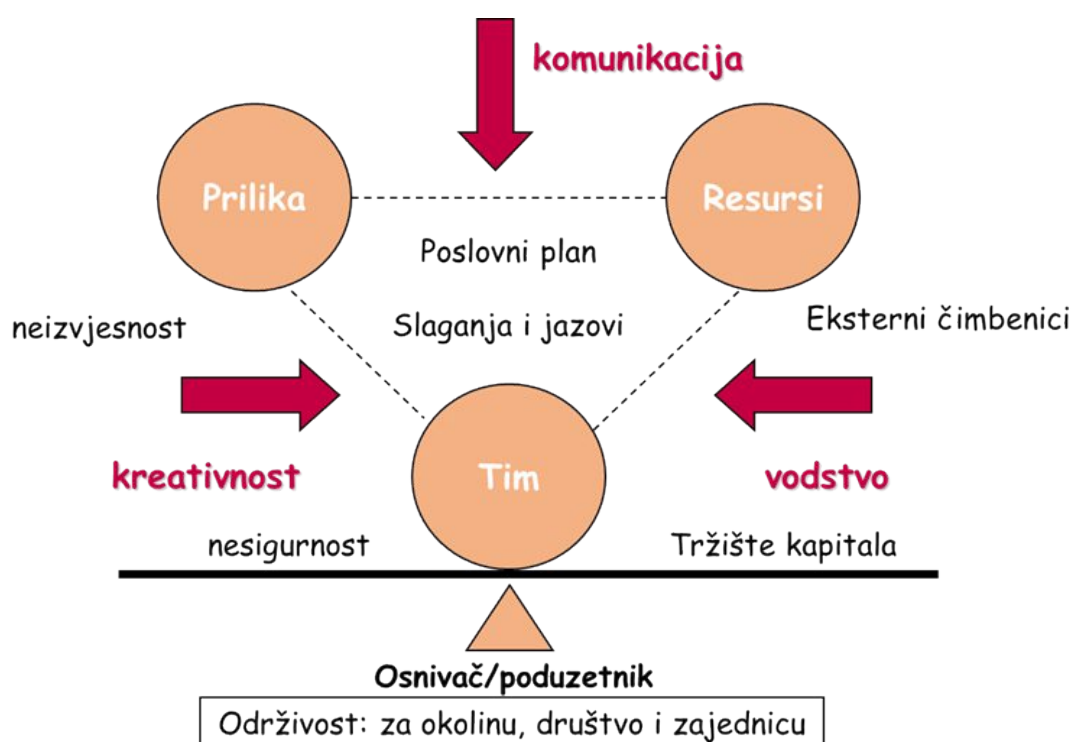 komunikacija
Prilika
Resursi
Poslovni plan
neizvjesnost
Slaganja i jazovi
Eksterni čimbenici
kreativnost
Tim
vodstvo
nesigurnost
Tržište kapitala
Osnivač/poduzetnik
Održivost: za okolinu, društvo i zajednicu